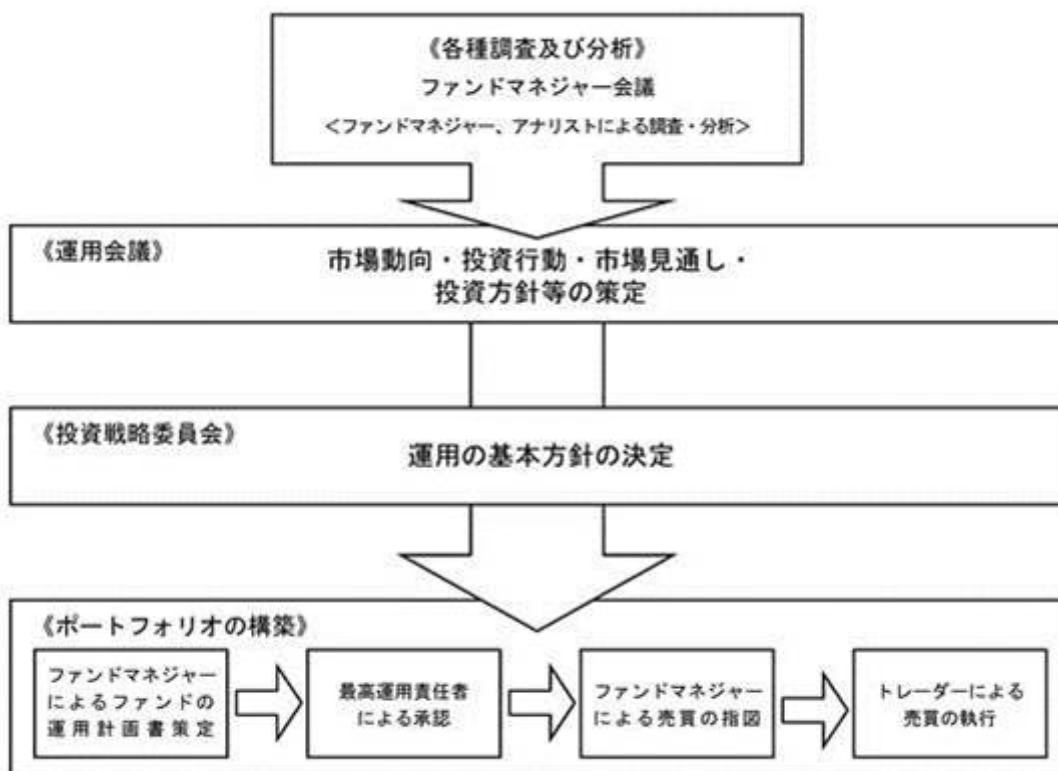 《各種調査及び分析》
ファンドマネジャー会議
＜ファンドマネジャー、アナリストによる調査・分析＞
《運用会議》
市場動向・投資行動・市場見通し・
投資方針等の策定
《投資戦略委員会》
運用の基本方針の決定
《ポートフォリオの構築》
ファンドマネジャー
によるファンドの
運用計画書策定
最高運用責任者
による承認
ファンドマネジャー
による売買の指図
トレーダーによる
売買の執行